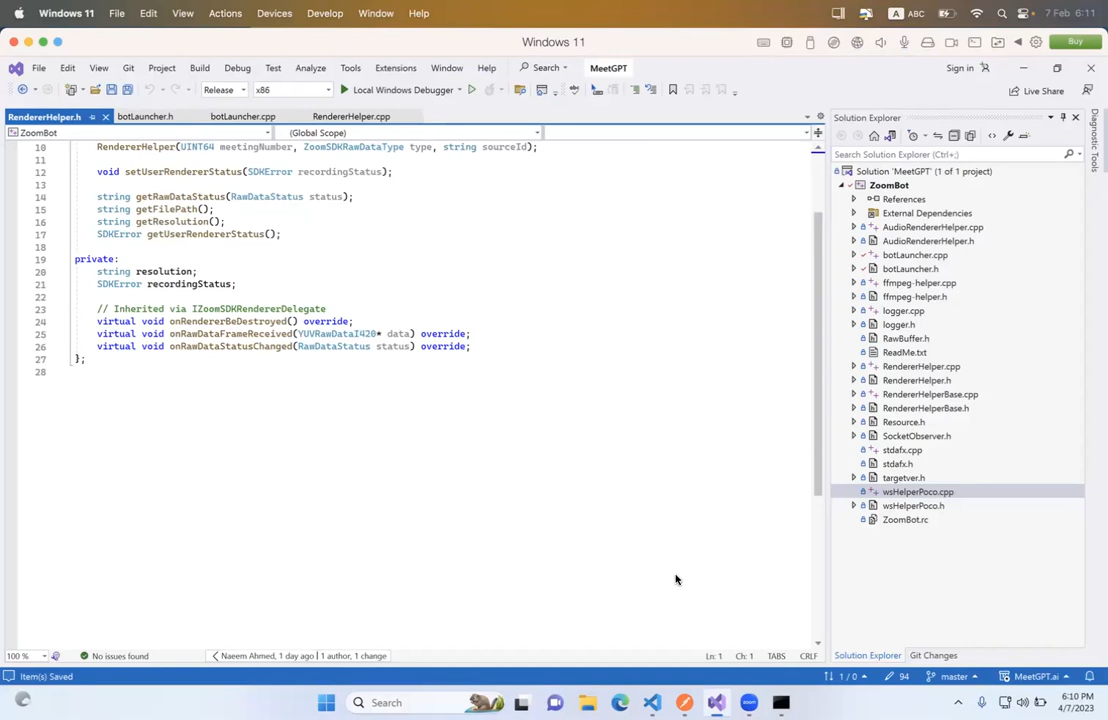 Windows 11 File Edit View Actions Devices Develop Window Help A ABC 7 Feb 6:11
Windows 11 Buy
File Edit View Git Project Build Debug Test Analyze Tools Extensions Window Help Search MeetGPT Sign in
Release x86 Local Windows Debugger Live Share
RendererHelper.h botLauncher.h botLauncher.cpp RendererHelper.cpp
ZoomBot (Global Scope)
10 RendererHelper(UINT64 meetingNumber, ZoomSDKRawDataType type, string sourceId);
11
12 void setUserRendererStatus(SDKError recordingStatus);
13
14 string getRawDataStatus(RawDataStatus status);
15 string getFilePath();
16 string getResolution();
17 SDKError getUserRendererStatus();
18
19 private:
20 string resolution;
21 SDKError recordingStatus;
22
23 // Inherited via IZoomSDKRendererDelegate
24 virtual void onRendererBeDestroyed() override;
25 virtual void onRawDataFrameReceived(YUVRawDataI420* data) override;
26 virtual void onRawDataStatusChanged(RawDataStatus status) override;
27 };
28
100 % No issues found Naeem Ahmed, 1 day ago | 1 author, 1 change Ln: 1 Ch: 1 TABS CRLF
Solution Explorer
Search Solution Explorer (Ctrl+;)
Solution 'MeetGPT' (1 of 1 project)
ZoomBot
References
External Dependencies
AudioRendererHelper.cpp
AudioRendererHelper.h
botLauncher.cpp
botLauncher.h
ffmpeg-helper.cpp
ffmpeg-helper.h
logger.cpp
logger.h
RawBuffer.h
ReadMe.txt
RendererHelper.cpp
RendererHelper.h
RendererHelperBase.cpp
RendererHelperBase.h
Resource.h
SocketObserver.h
stdafx.cpp
stdafx.h
targetver.h
wsHelperPoco.cpp
wsHelperPoco.h
ZoomBot.rc
Solution Explorer Git Changes
Diagnostic Tools
Item(s) Saved 1 / 0 94 master MeetGPT.ai
Search zoom 6:10 PM
4/7/2023